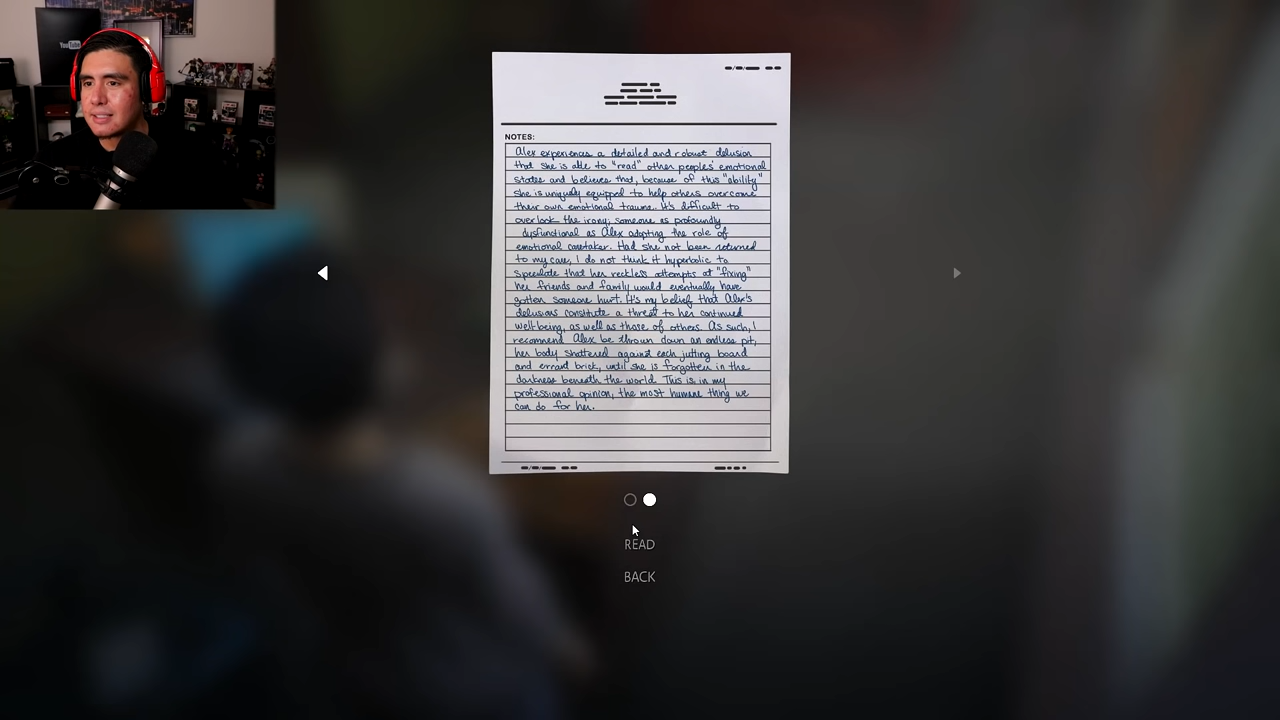 YouTube
NOTES:
Alex experiences a detailed and robust delusion
that she is able to "read" other peoples' emotional
states and believes that, because of this "ability"
she is uniquely equipped to help others overcome
their own emotional trauma. It's difficult to
overlook the irony; someone as profoundly
dysfunctional as Alex adopting the role of
emotional caretaker. Had she not been returned
to my care, I do not think it hyperbolic to
speculate that her reckless attempts at "fixing"
her friends and family would eventually have
gotten someone hurt. It's my belief that Alex's
delusions constitute a threat to her continued
well-being, as well as those of others. As such, I
recommend Alex be thrown down an endless pit,
her body shattered against each jutting board
and errant brick, until she is forgotten in the
darkness beneath the world. This is, in my
professional opinion, the most humane thing we
can do for her.
READ
BACK